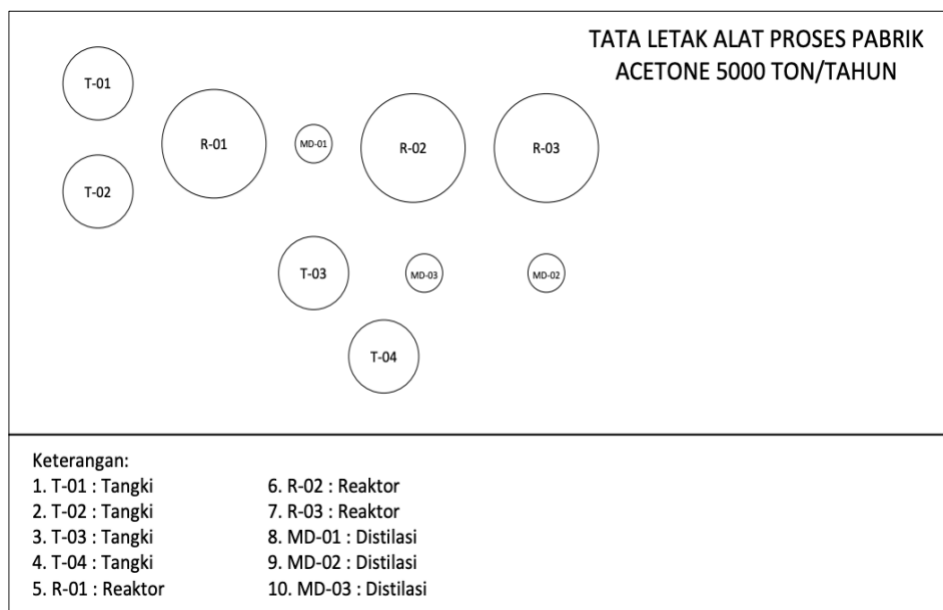 TATA LETAK ALAT PROSES PABRIK
ACETONE 5000 TON/TAHUN
T-01
T-02
R-01
MD-01
R-02
R-03
T-03
MD-03
MD-02
T-04
Keterangan:
1. T-01 : Tangki
2. T-02 : Tangki
3. T-03 : Tangki
4. T-04 : Tangki
5. R-01 : Reaktor
6. R-02 : Reaktor
7. R-03 : Reaktor
8. MD-01 : Distilasi
9. MD-02 : Distilasi
10. MD-03 : Distilasi